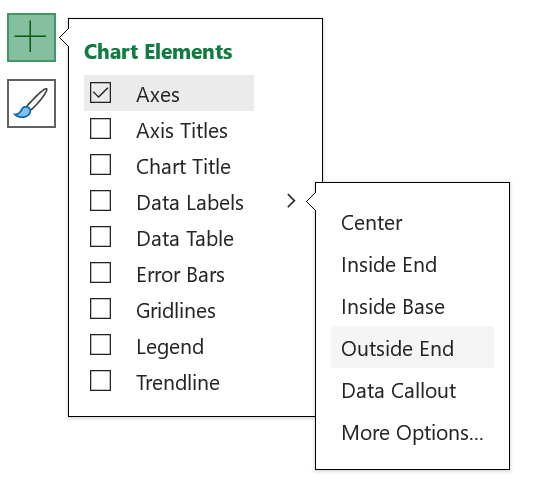 Chart Elements
Axes
Axis Titles
Chart Title
Data Labels
Data Table
Error Bars
Gridlines
Legend
Trendline
Center
Inside End
Inside Base
Outside End
Data Callout
More Options...